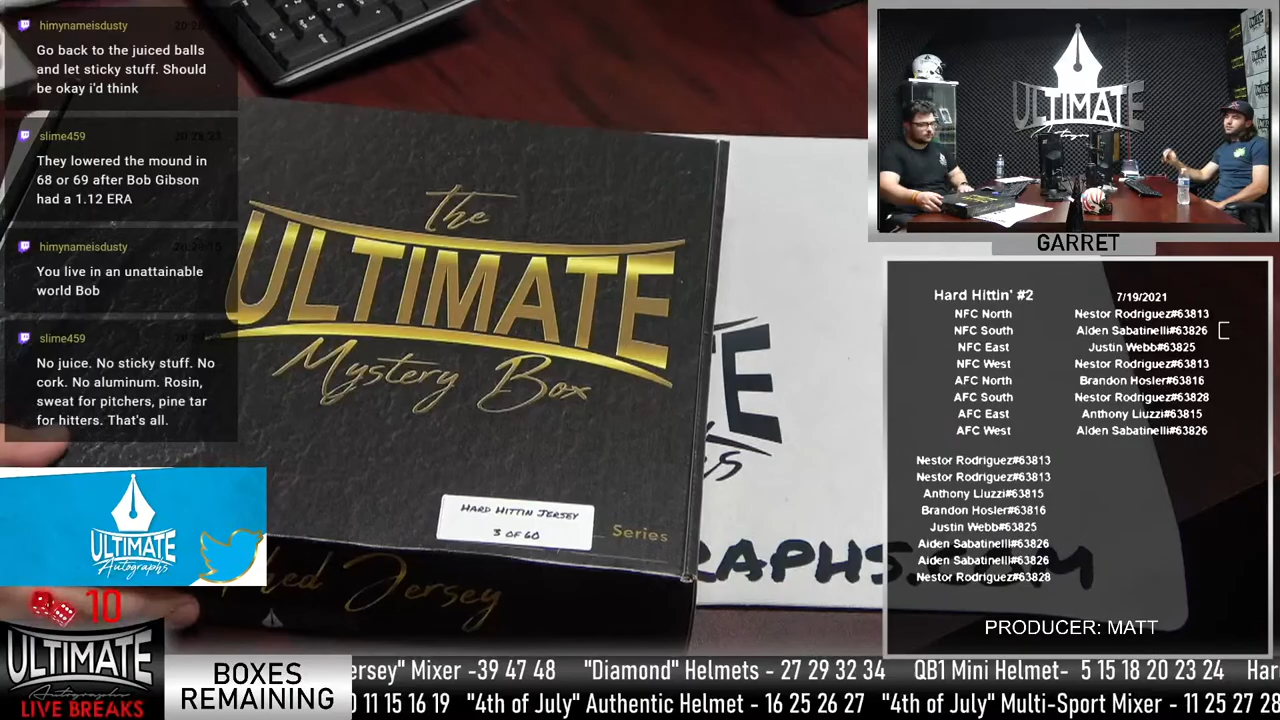 himynameisdusty
Go back to the juiced balls
and let sticky stuff. Should
be okay i'd think
slime459
They lowered the mound in
68 or 69 after Bob Gibson
had a 1.12 ERA
himynameisdusty
You live in an unattainable
world Bob
slime459
No juice. No sticky stuff. No
cork. No aluminum. Rosin,
sweat for pitchers, pine tar
for hitters. That's all.
The
ULTIMATE
Mystery Box
HARD HITTIN JERSEY
3 OF 60
Series
Jersey
ULTIMATE
Autographs
10
ULTIMATE
Autographs
LIVE BREAKS
ULTIMATE
GARRET
Hard Hittin' #2 7/19/2021
NFC North Nestor Rodriguez#63813
NFC South Aiden Sabatinelli#63826
NFC East Justin Webb#63825
NFC West Nestor Rodriguez#63813
AFC North Brandon Hosler#63816
AFC South Nestor Rodriguez#63828
AFC East Anthony Liuzzi#63815
AFC West Aiden Sabatinelli#63826
Nestor Rodriguez#63813
Nestor Rodriguez#63813
Anthony Liuzzi#63815
Brandon Hosler#63816
Justin Webb#63825
Aiden Sabatinelli#63826
Aiden Sabatinelli#63826
Nestor Rodriguez#63828
PRODUCER: MATT
BOXES
REMAINING
ersey" Mixer -39 47 48 "Diamond" Helmets - 27 29 32 34 QB1 Mini Helmet- 5 15 18 20 23 24 Har
0 11 15 16 19 "4th of July" Authentic Helmet - 16 25 26 27 "4th of July" Multi-Sport Mixer - 11 25 27 28